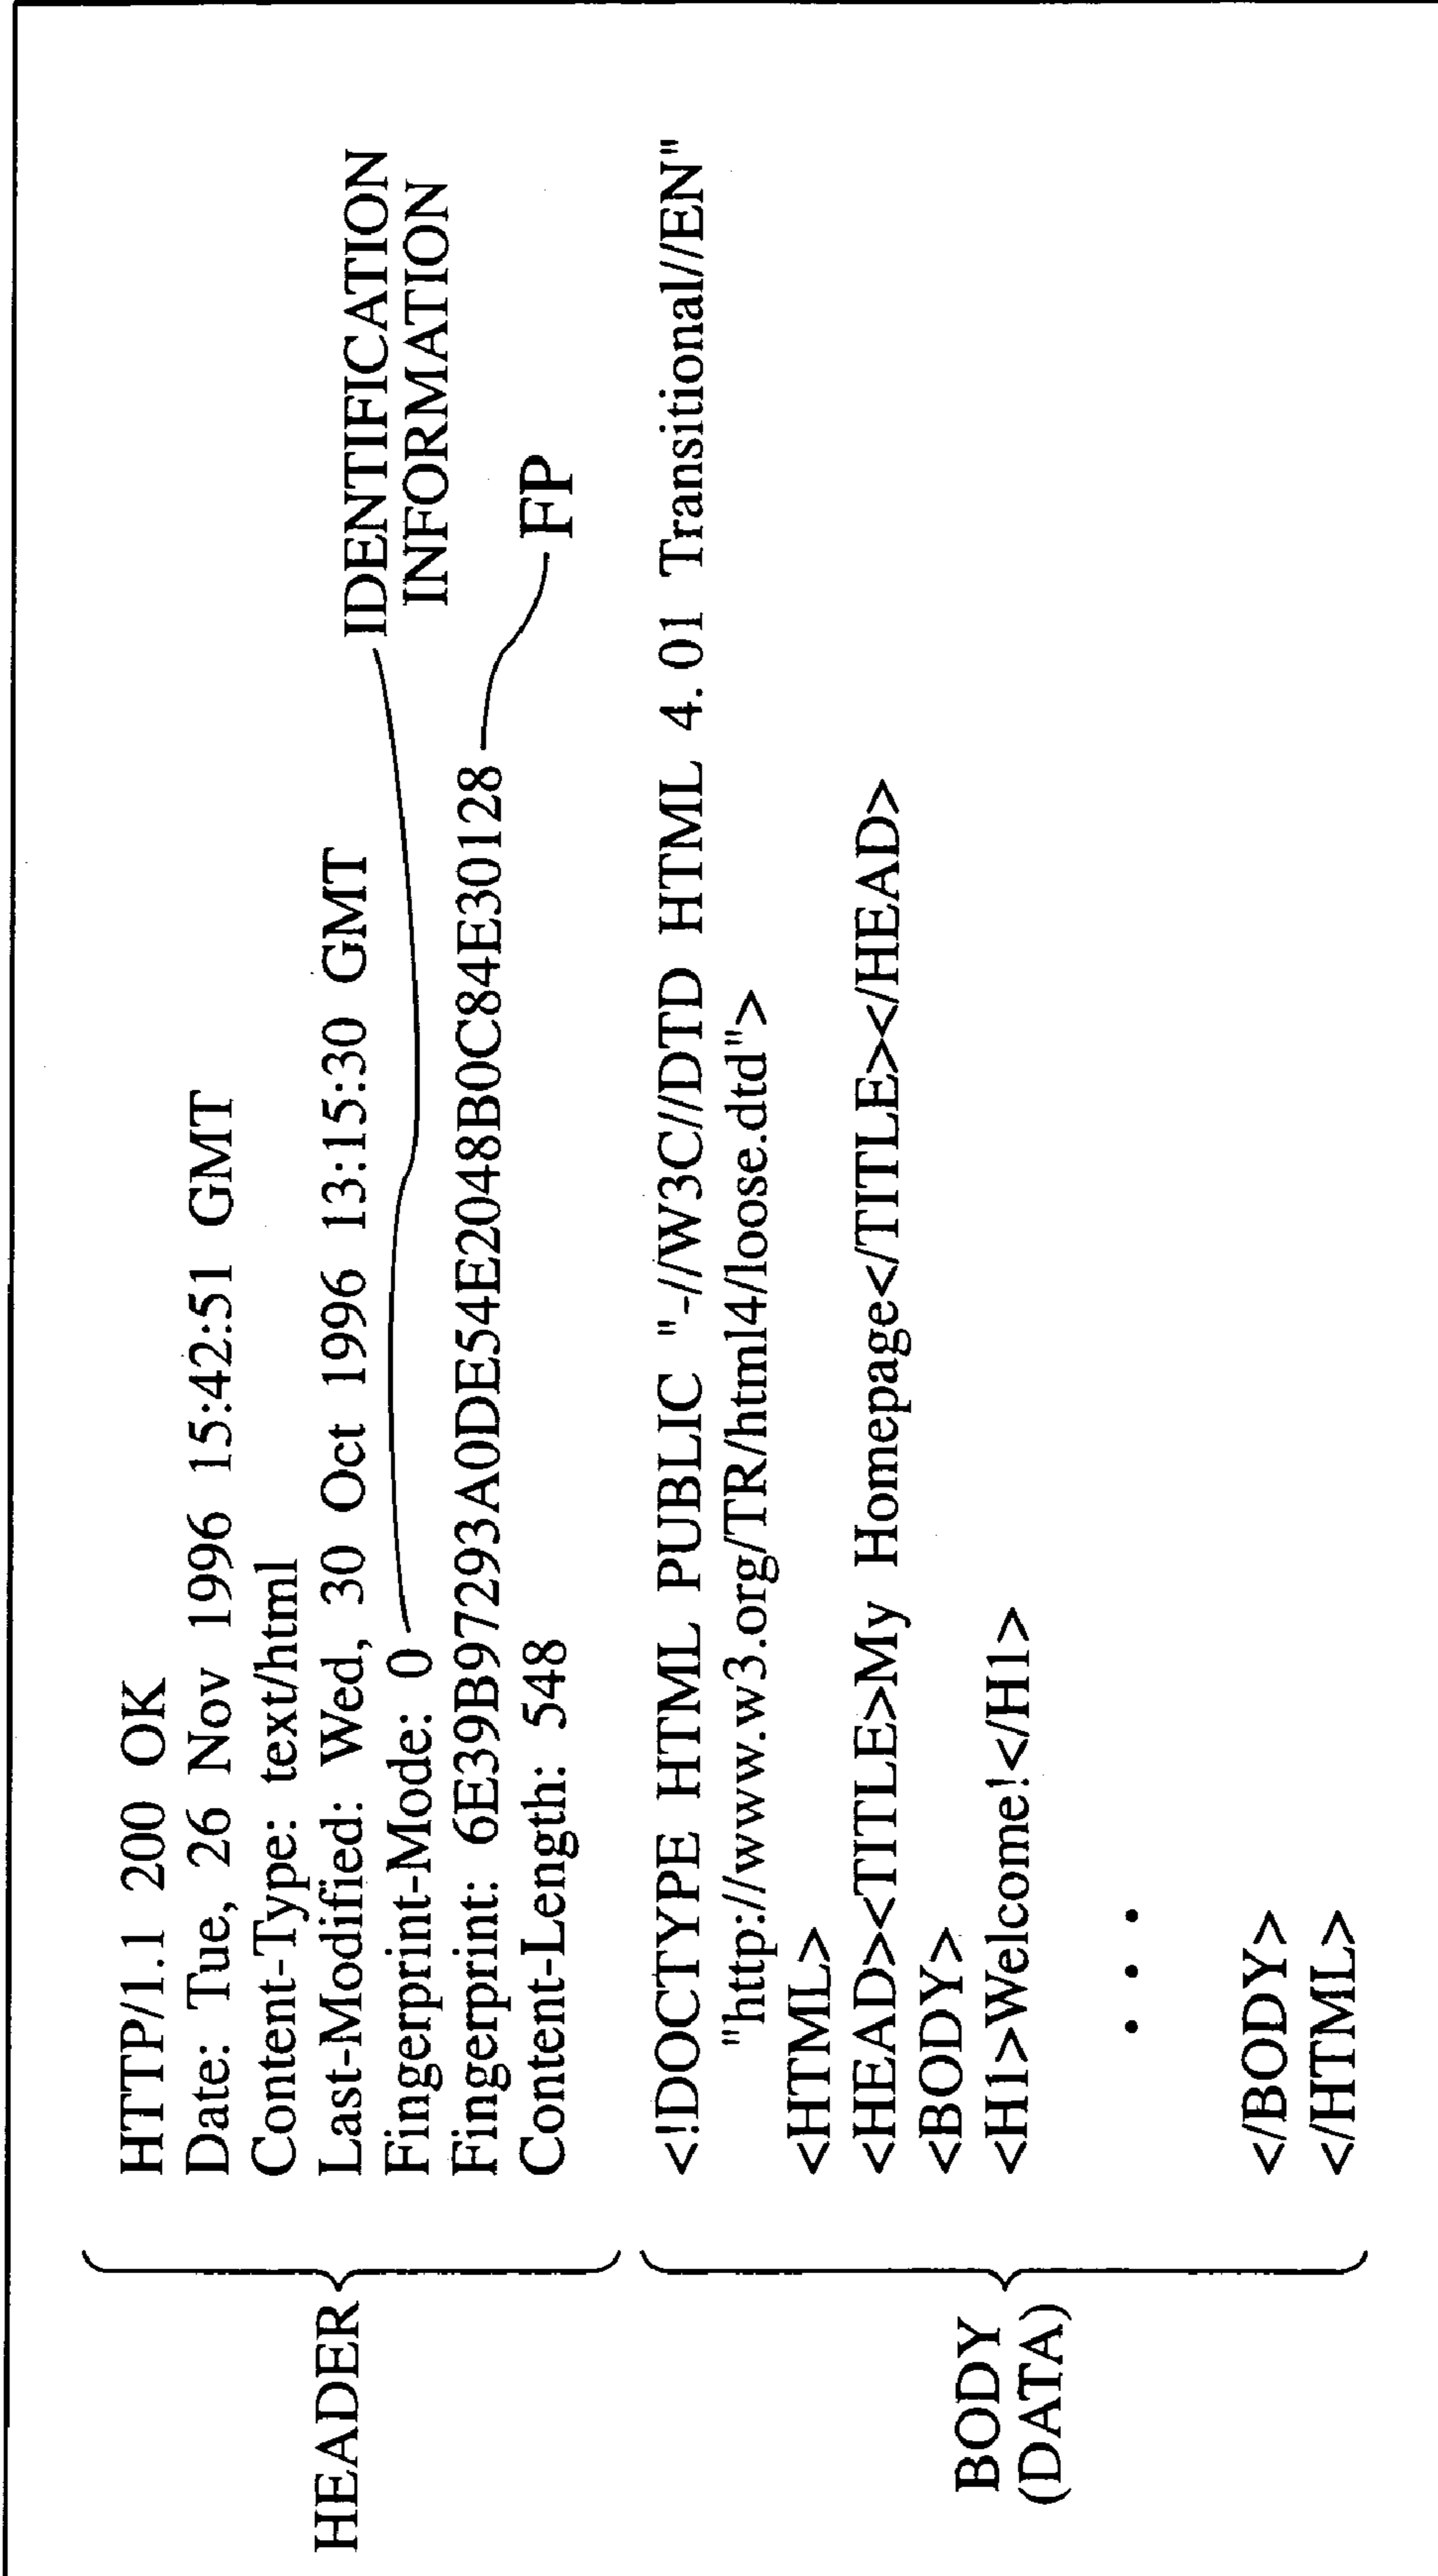 HEADER
HTTP/1.1 200 OK
Date: Tue, 26 Nov 1996 15:42:51 GMT
Content-Type: text/html
Last-Modified: Wed, 30 Oct 1996 13:15:30 GMT
Fingerprint-Mode: 0
IDENTIFICATION
INFORMATION
Fingerprint: 6E39B97293A0DE54E2048B0C84E30128
FP
Content-Length: 548
BODY
(DATA)
<!DOCTYPE HTML PUBLIC "-//W3C//DTD HTML 4. 01 Transitional//EN"
"http://www.w3.org/TR/html4/loose.dtd">
<HTML>
<HEAD><TITLE>My Homepage</TITLE></HEAD>
<BODY>
<H1>Welcome!</H1>
• • •
</BODY>
</HTML>